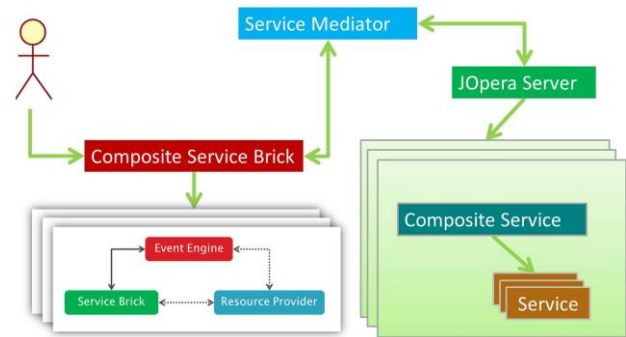 Service Mediator
JOpera Server
Composite Service Brick
Composite Service
Event Engine
Service Brick
Resource Provider
Service